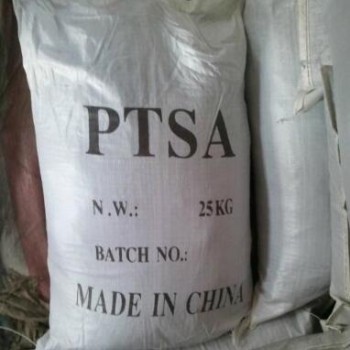 PTSA
N.W.: 25KG
BATCH NO.:
MADE IN CHINA